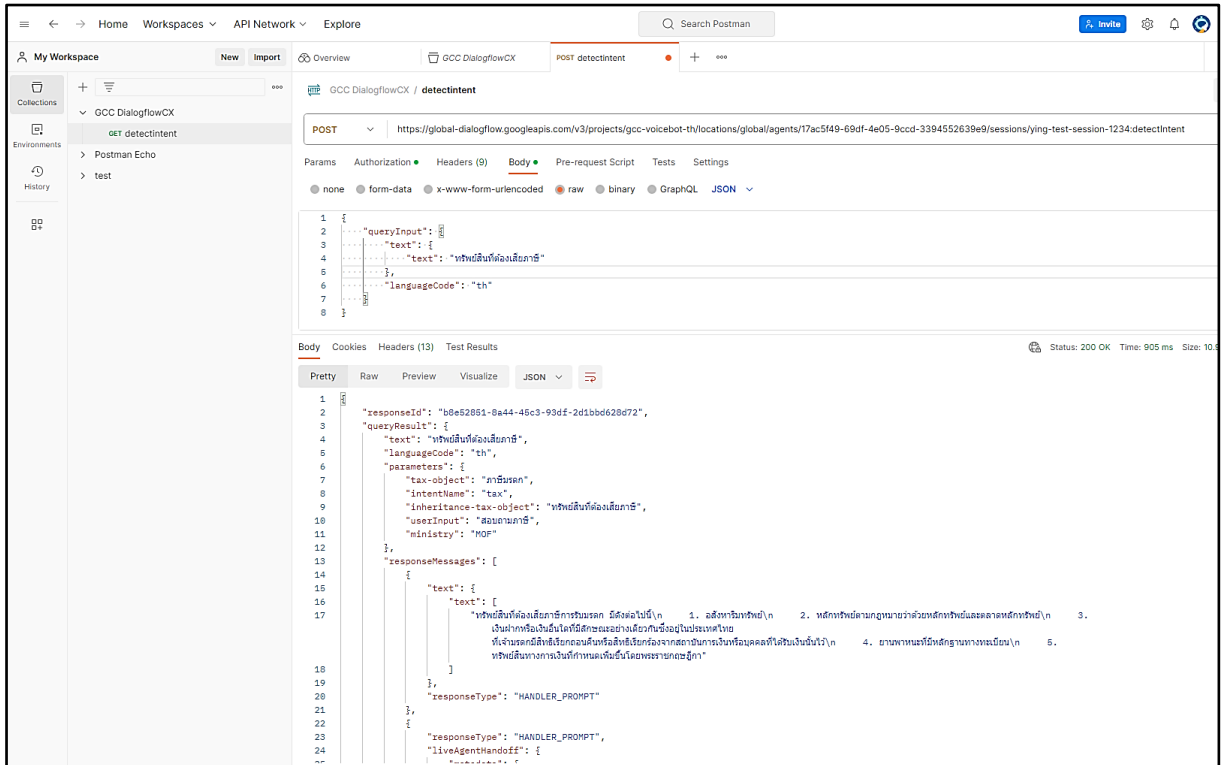 Home Workspaces API Network Explore Search Postman Invite
My Workspace New Import Overview GCC DialogflowCX POST detectIntent
Collections
GCC DialogflowCX
GET detectintent
Environments
Postman Echo
History
test
HTTP GCC DialogflowCX / detectintent
POST https://global-dialogflow.googleapis.com/v3/projects/gcc-voicebot-th/locations/global/agents/17ac5f49-69df-4e05-9ccd-3394552639e9/sessions/ying-test-session-1234:detectIntent
Params Authorization Headers (9) Body Pre-request Script Tests Settings
none form-data x-www-form-urlencoded raw binary GraphQL JSON
1 {
2 "queryInput": {
3 "text": {
4 "text": "ทรัพย์สินที่ต้องเสียภาษี"
5 },
6 "languageCode": "th"
7 }
8 }
Body Cookies Headers (13) Test Results Status: 200 OK Time: 905 ms Size: 10.9
Pretty Raw Preview Visualize JSON
1 {
2 "responseId": "b8e52851-8a44-45c3-93df-2d1bbd628d72",
3 "queryResult": {
4 "text": "ทรัพย์สินที่ต้องเสียภาษี",
5 "languageCode": "th",
6 "parameters": {
7 "tax-object": "ภาษีมรดก",
8 "intentName": "tax",
9 "inheritance-tax-object": "ทรัพย์สินที่ต้องเสียภาษี",
10 "userInput": "สอบถามภาษี",
11 "ministry": "MOF"
12 },
13 "responseMessages": [
14 {
15 "text": {
16 "text": [
17 "ทรัพย์สินที่ต้องเสียภาษีการรับมรดก มีดังต่อไปนี้\n 1. อสังหาริมทรัพย์\n 2. หลักทรัพย์ตามกฎหมายว่าด้วยหลักทรัพย์และตลาดหลักทรัพย์\n 3.
เงินฝากหรือเงินอื่นใดที่มีลักษณะอย่างเดียวกันซึ่งอยู่ในประเทศไทย
ที่เจ้ามรดกมีสิทธิเรียกถอนคืนหรือสิทธิเรียกร้องจากสถาบันการเงินหรือบุคคลที่ได้รับเงินนั้นไว้\n 4. ยานพาหนะที่มีหลักฐานทางทะเบียน\n 5.
ทรัพย์สินทางการเงินที่กำหนดเพิ่มขึ้นโดยพระราชกฤษฎีกา"
18 ]
19 },
20 "responseType": "HANDLER_PROMPT"
21 },
22 {
23 "responseType": "HANDLER_PROMPT",
24 "liveAgentHandoff": {
25 "metadata": {